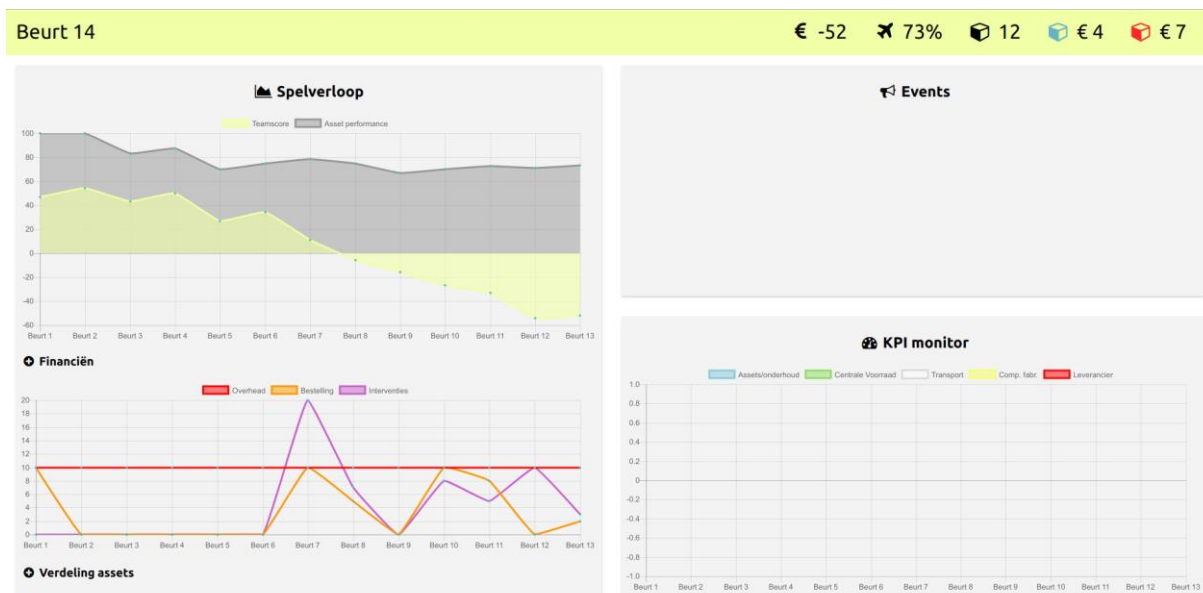 Beurt 14
€ -52 73% 12 € 4 € 7
Spelverloop
Teamscore Asset performance
100
80
60
40
20
0
-20
-40
-60
Beurt 1 Beurt 2 Beurt 3 Beurt 4 Beurt 5 Beurt 6 Beurt 7 Beurt 8 Beurt 9 Beurt 10 Beurt 11 Beurt 12 Beurt 13
Financiën
Overhead Bestelling Interventies
20
18
16
14
12
10
8
6
4
2
0
Beurt 1 Beurt 2 Beurt 3 Beurt 4 Beurt 5 Beurt 6 Beurt 7 Beurt 8 Beurt 9 Beurt 10 Beurt 11 Beurt 12 Beurt 13
Verdeling assets
Events
KPI monitor
Assets/onderhoud Centrale Voorraad Transport Comp. fabr. Leverancier
1.0
0.8
0.6
0.4
0.2
0
-0.2
-0.4
-0.6
-0.8
-1.0
Beurt 1 Beurt 2 Beurt 3 Beurt 4 Beurt 5 Beurt 6 Beurt 7 Beurt 8 Beurt 9 Beurt 10 Beurt 11 Beurt 12 Beurt 13